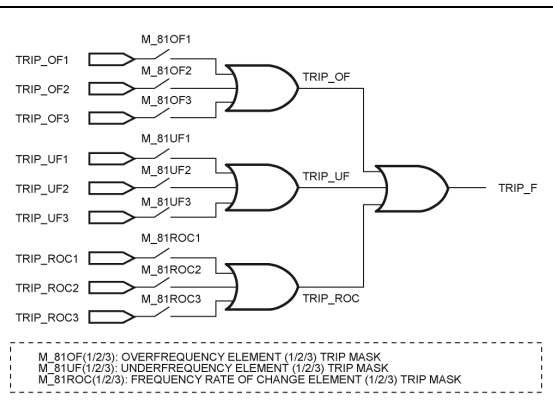 M_81OF1
TRIP_OF1
M_81OF2
TRIP_OF
TRIP_OF2
M_81OF3
TRIP_OF3
M_81UF1
TRIP_UF1
M_81UF2
TRIP_UF
TRIP_UF2
TRIP_F
M_81UF3
TRIP_UF3
M_81ROC1
TRIP_ROC1
M_81ROC2
TRIP_ROC2
M_81ROC3
TRIP_ROC
TRIP_ROC3
M_81OF(1/2/3): OVERFREQUENCY ELEMENT (1/2/3) TRIP MASK
M_81UF(1/2/3): UNDERFREQUENCY ELEMENT (1/2/3) TRIP MASK
M_81ROC(1/2/3): FREQUENCY RATE OF CHANGE ELEMENT (1/2/3) TRIP MASK